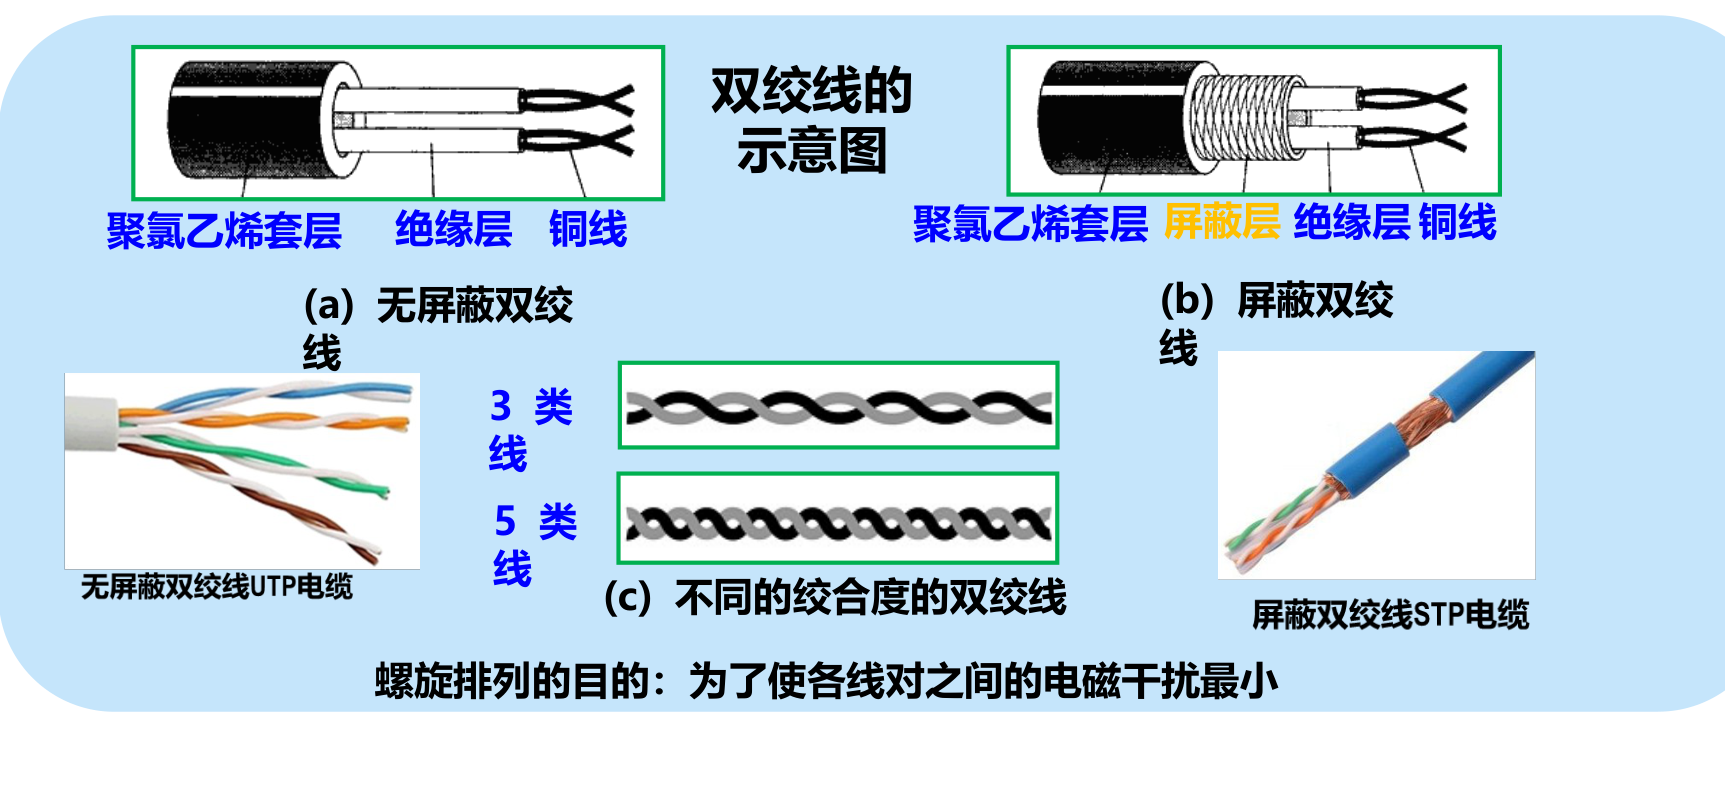 双绞线的
示意图
聚氯乙烯套层 绝缘层 铜线
聚氯乙烯套层 屏蔽层 绝缘层 铜线
(a) 无屏蔽双绞
线
(b) 屏蔽双绞
线
3 类
线
5 类
线
(c) 不同的绞合度的双绞线
无屏蔽双绞线UTP电缆
屏蔽双绞线STP电缆
螺旋排列的目的：为了使各线对之间的电磁干扰最小